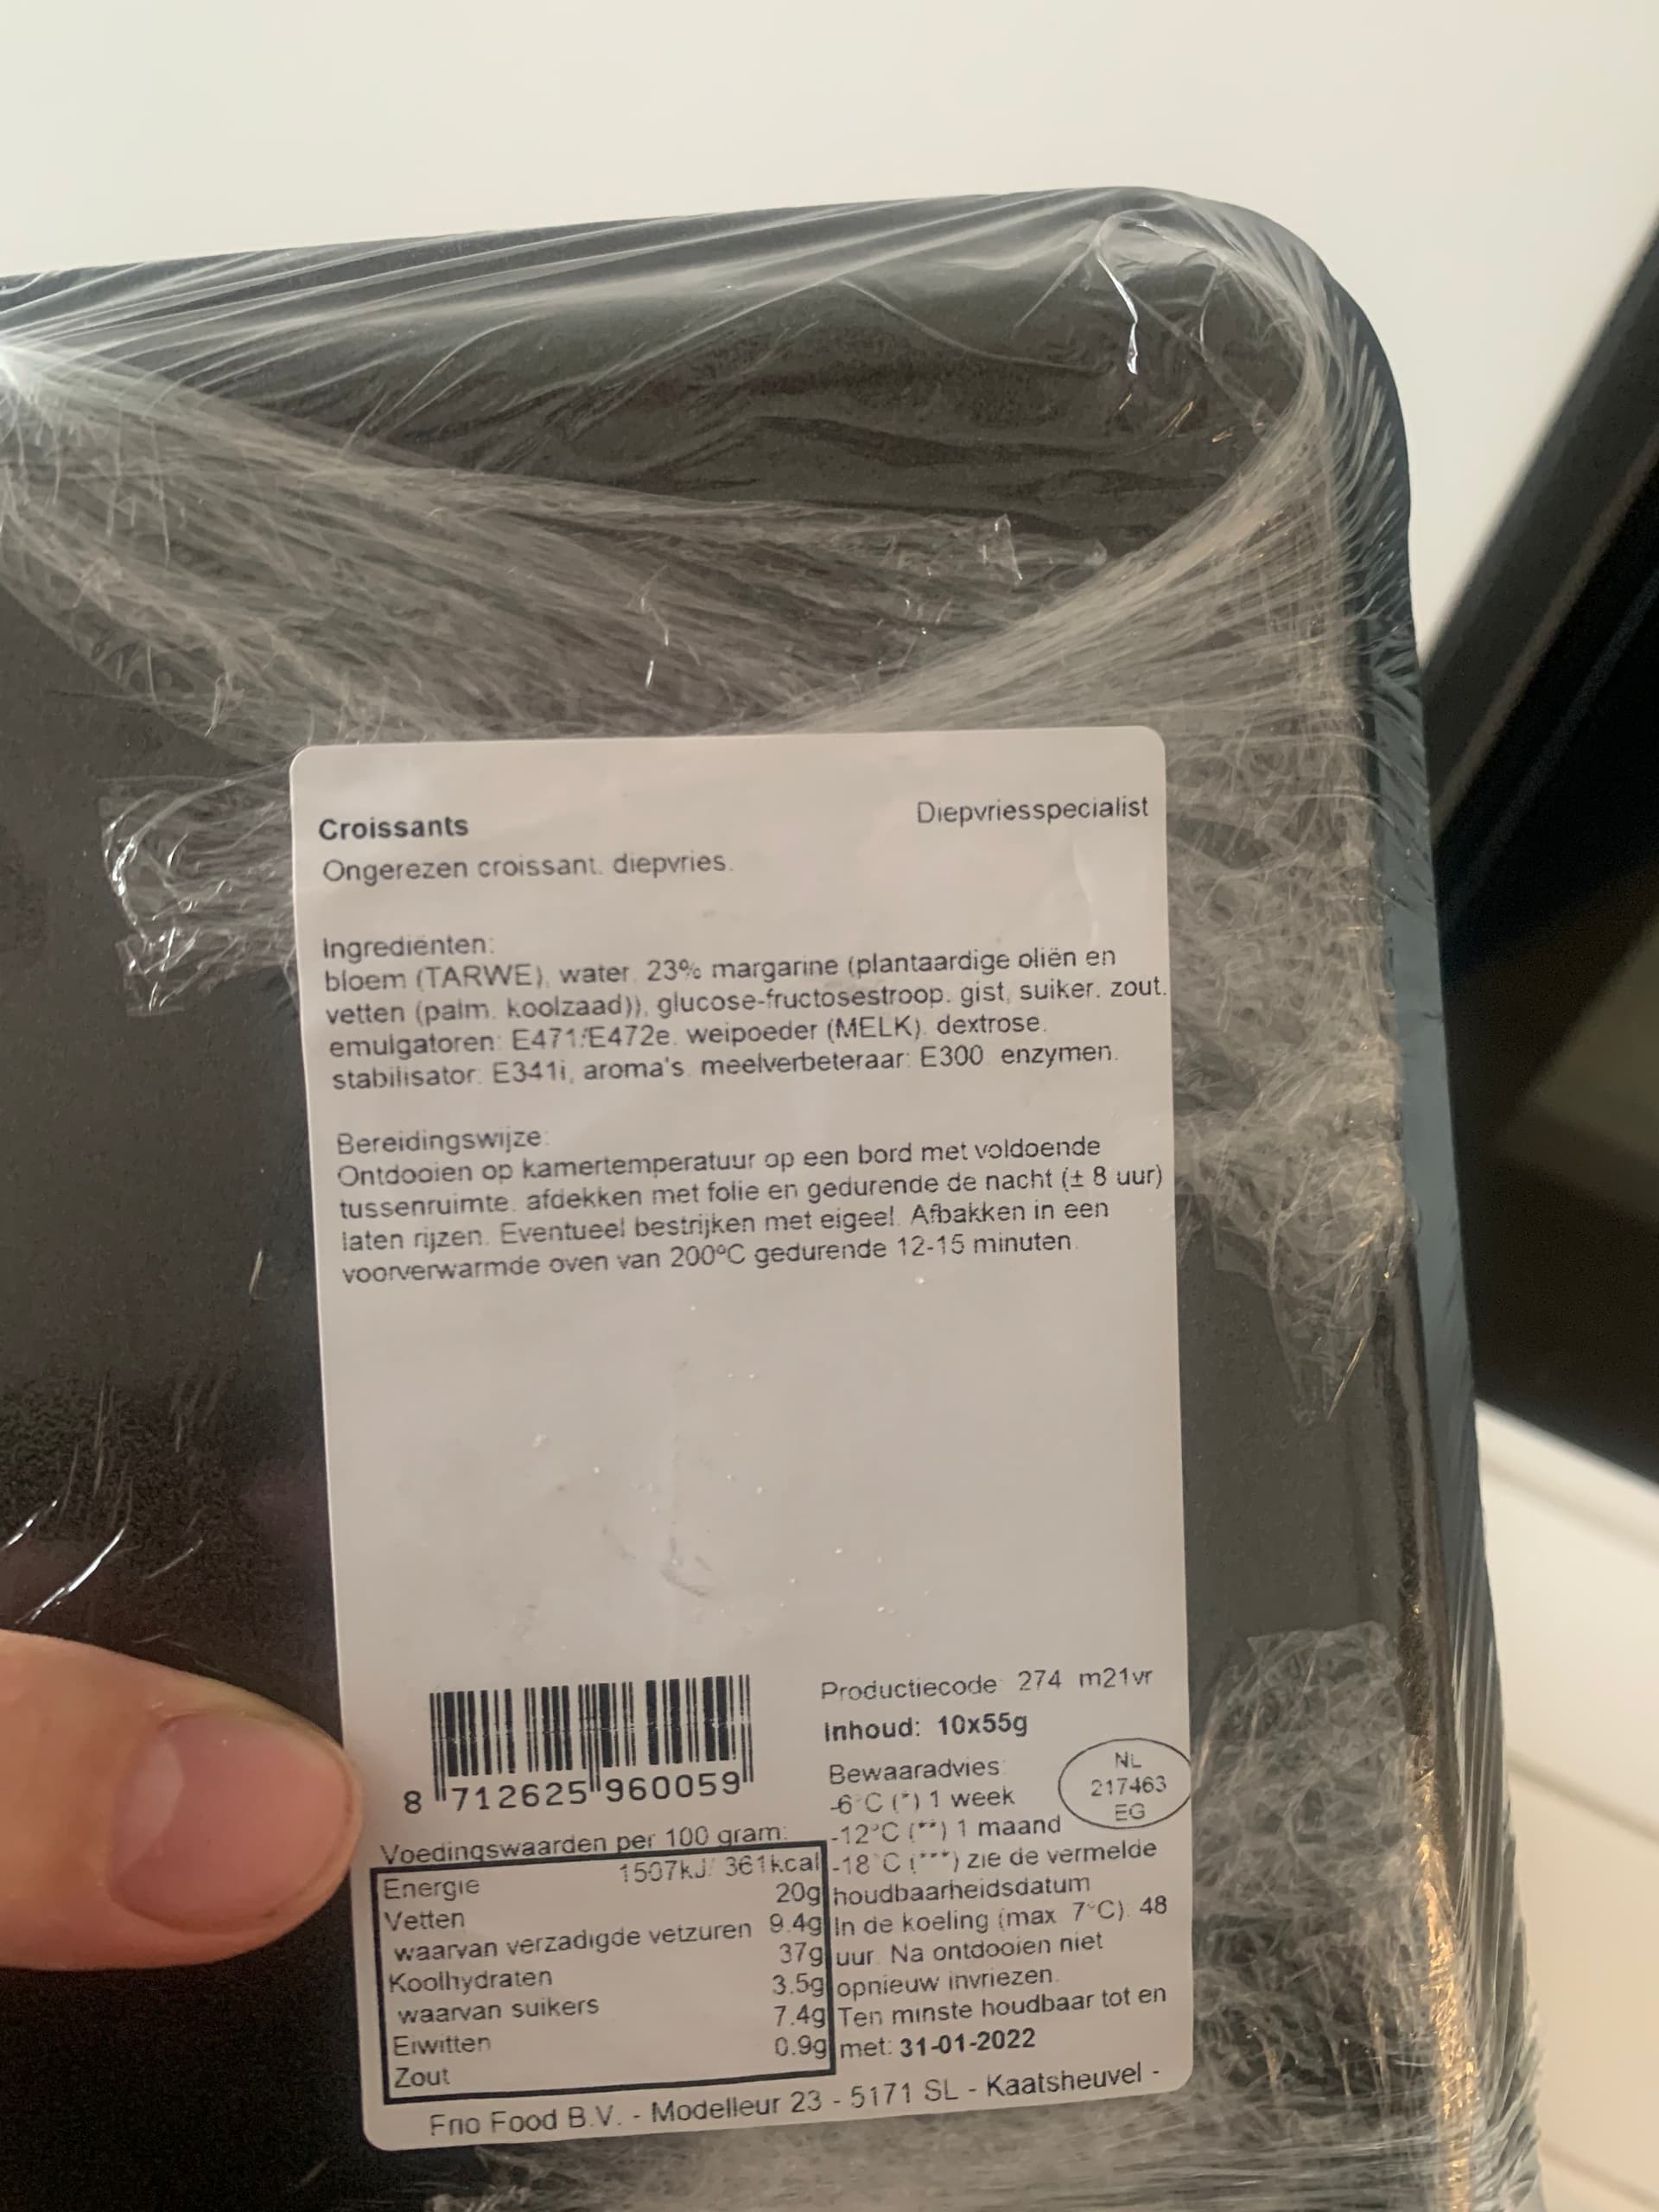 Croissants
Diepvriesspecialist
Ongerezen croissant. diepvries.
Ingrediënten:
bloem (TARWE), water, 23% margarine (plantaardige oliën en
vetten (palm, koolzaad)), glucose-fructosestroop, gist, suiker, zout,
emulgatoren: E471/E472e, weipoeder (MELK), dextrose,
stabilisator: E341i, aroma's, meelverbeteraar: E300 enzymen.
Bereidingswijze:
Ontdooien op kamertemperatuur op een bord met voldoende
tussenruimte, afdekken met folie en gedurende de nacht (± 8 uur)
laten rijzen. Eventueel bestrijken met eigeel. Afbakken in een
voorverwarmde oven van 200°C gedurende 12-15 minuten.
8 712625 960059
Productiecode: 274 m21vr
Inhoud: 10x55g
Bewaaradvies:
-6°C (*) 1 week
-12°C (**) 1 maand
-18°C (***) zie de vermelde
houdbaarheidsdatum
In de koeling (max. 7°C): 48
uur. Na ontdooien niet
opnieuw invriezen.
Ten minste houdbaar tot en
met: 31-01-2022
NL
217463
EG
Voedingswaarden per 100 gram:
Energie 1507kJ/ 361kcal
Vetten 20g
waarvan verzadigde vetzuren 9.4g
Koolhydraten 37g
waarvan suikers 3.5g
Eiwitten 7.4g
Zout 0.9g
Frio Food B.V. - Modelleur 23 - 5171 SL - Kaatsheuvel -